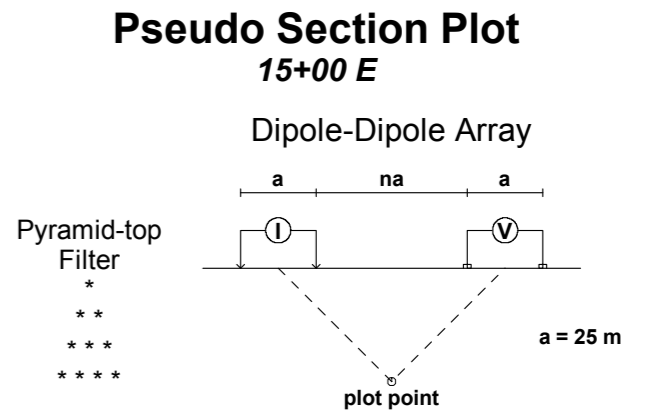 Pseudo Section Plot
15+00 E
Dipole-Dipole Array
a na a
Pyramid-top
Filter
I V
*
* *
* * *
* * * *
a = 25 m
plot point